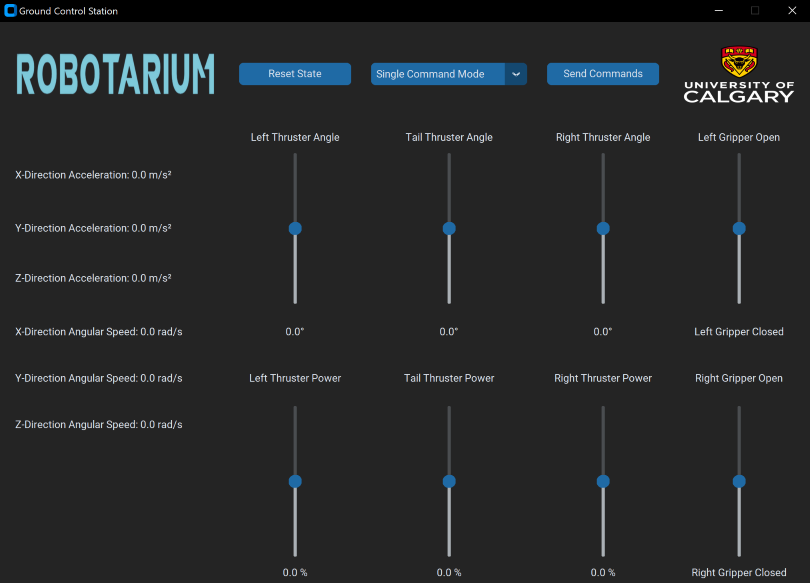 Ground Control Station
ROBOTARIUM
Reset State
Single Command Mode
Send Commands
UNIVERSITY OF
CALGARY
Left Thruster Angle
Tail Thruster Angle
Right Thruster Angle
Left Gripper Open
X-Direction Acceleration: 0.0 m/s²
Y-Direction Acceleration: 0.0 m/s²
Z-Direction Acceleration: 0.0 m/s²
X-Direction Angular Speed: 0.0 rad/s
0.0°
0.0°
0.0°
Left Gripper Closed
Y-Direction Angular Speed: 0.0 rad/s
Left Thruster Power
Tail Thruster Power
Right Thruster Power
Right Gripper Open
Z-Direction Angular Speed: 0.0 rad/s
0.0 %
0.0 %
0.0 %
Right Gripper Closed